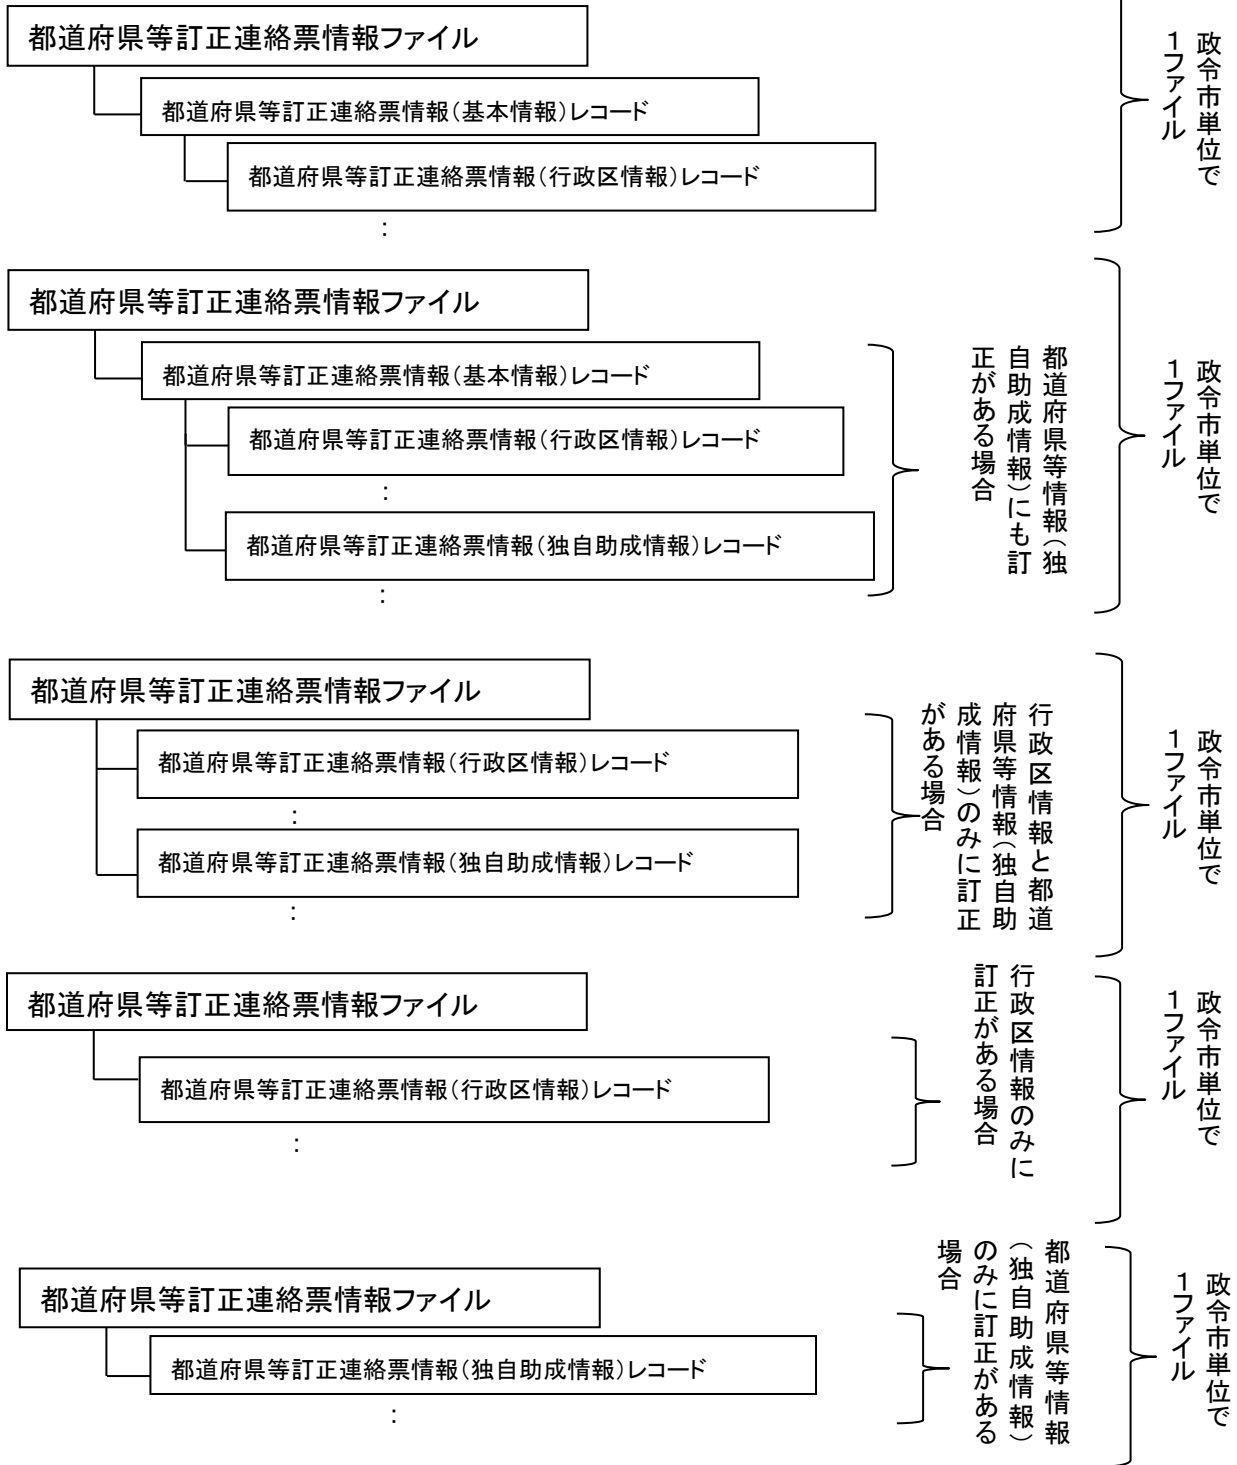 都道府県等訂正連絡票情報ファイル
都道府県等訂正連絡票情報（基本情報）レコード
都道府県等訂正連絡票情報（行政区情報）レコード
：
政令市単位で
１ファイル
都道府県等訂正連絡票情報ファイル
都道府県等訂正連絡票情報（基本情報）レコード
都道府県等訂正連絡票情報（行政区情報）レコード
：
都道府県等訂正連絡票情報（独自助成情報）レコード
：
都道府県等情報（独
自助成情報）にも訂
正がある場合
政令市単位で
１ファイル
都道府県等訂正連絡票情報ファイル
都道府県等訂正連絡票情報（行政区情報）レコード
：
都道府県等訂正連絡票情報（独自助成情報）レコード
：
行政区情報と都道
府県等情報（独自助
成情報）のみに訂正
がある場合
政令市単位で
１ファイル
都道府県等訂正連絡票情報ファイル
都道府県等訂正連絡票情報（行政区情報）レコード
：
行政区情報のみに
訂正がある場合
政令市単位で
１ファイル
都道府県等訂正連絡票情報ファイル
都道府県等訂正連絡票情報（独自助成情報）レコード
：
都道府県等情報
（独自助成情報）
のみに訂正がある
場合
政令市単位で
１ファイル